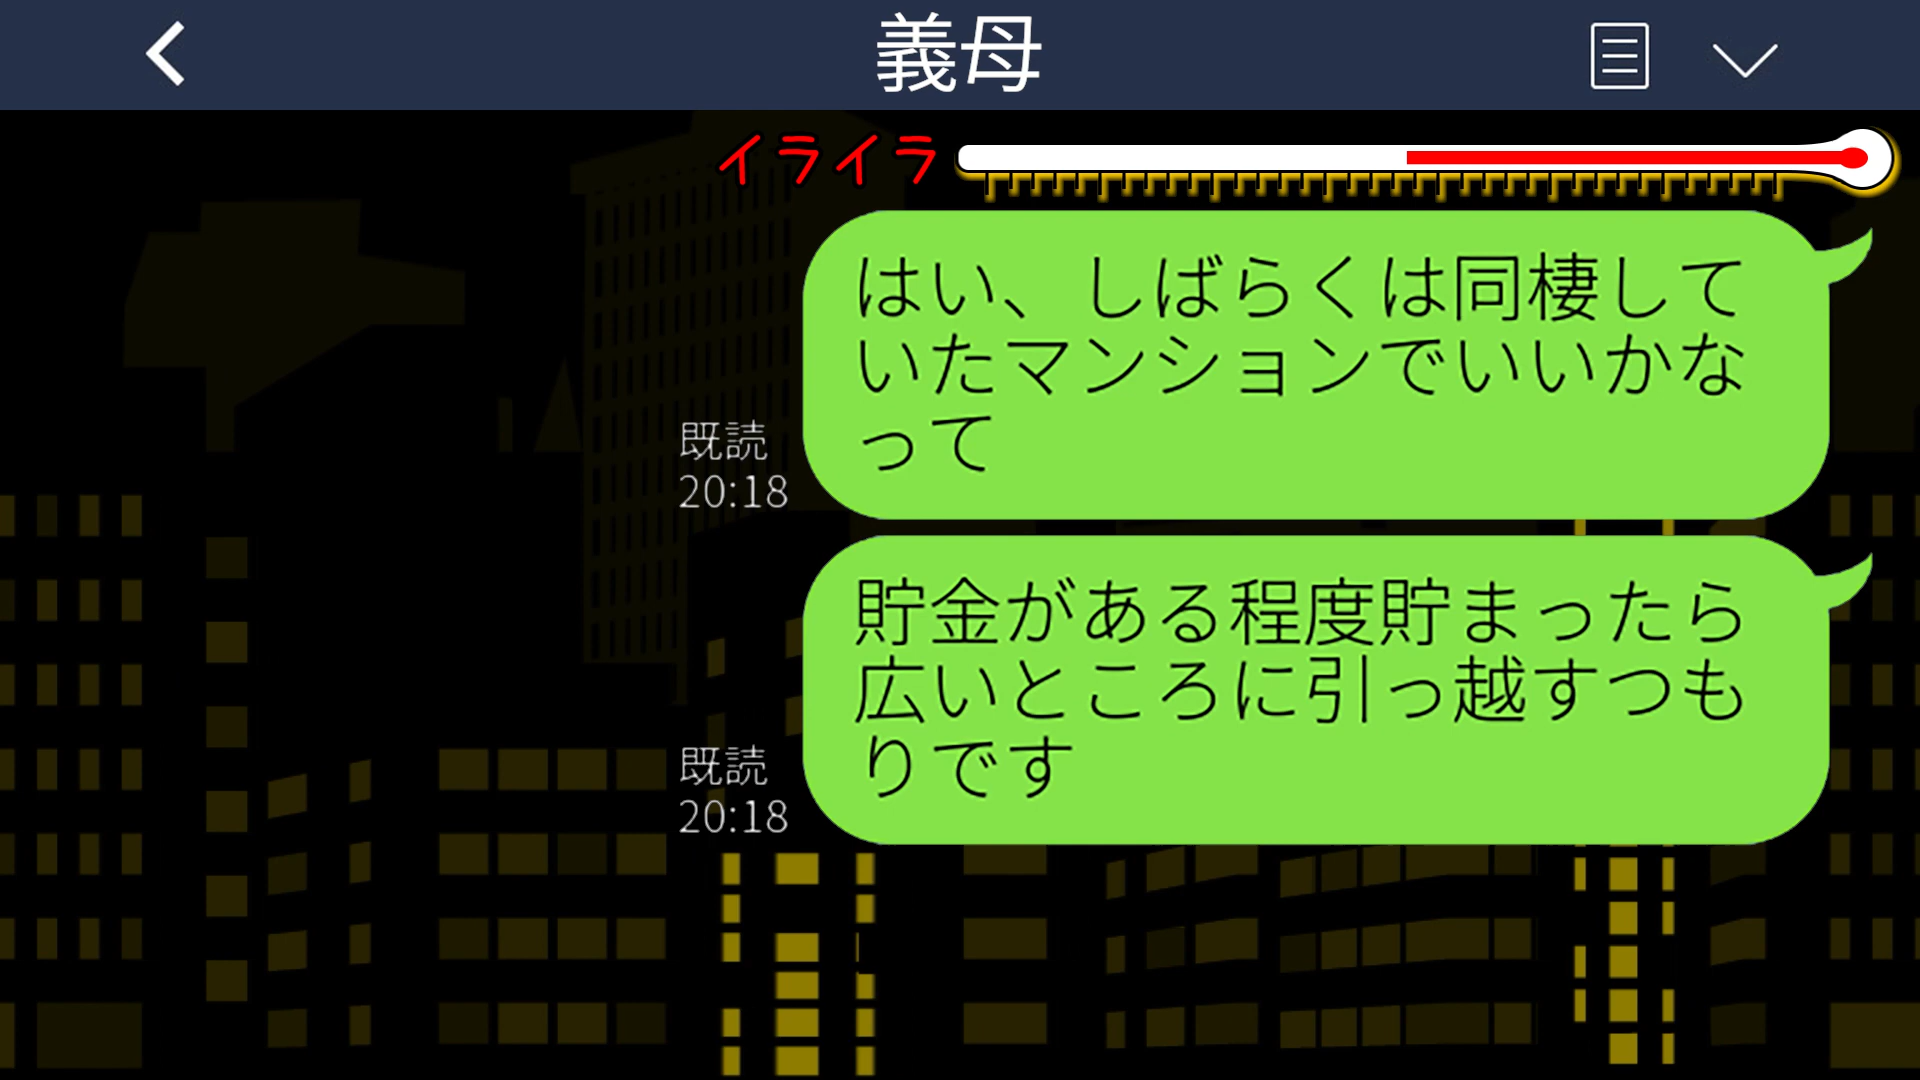 義母
イライラ
はい、しばらくは同棲して
いたマンションでいいかな
って
既読
20:18
貯金がある程度貯まったら
広いところに引っ越すつも
りです
既読
20:18